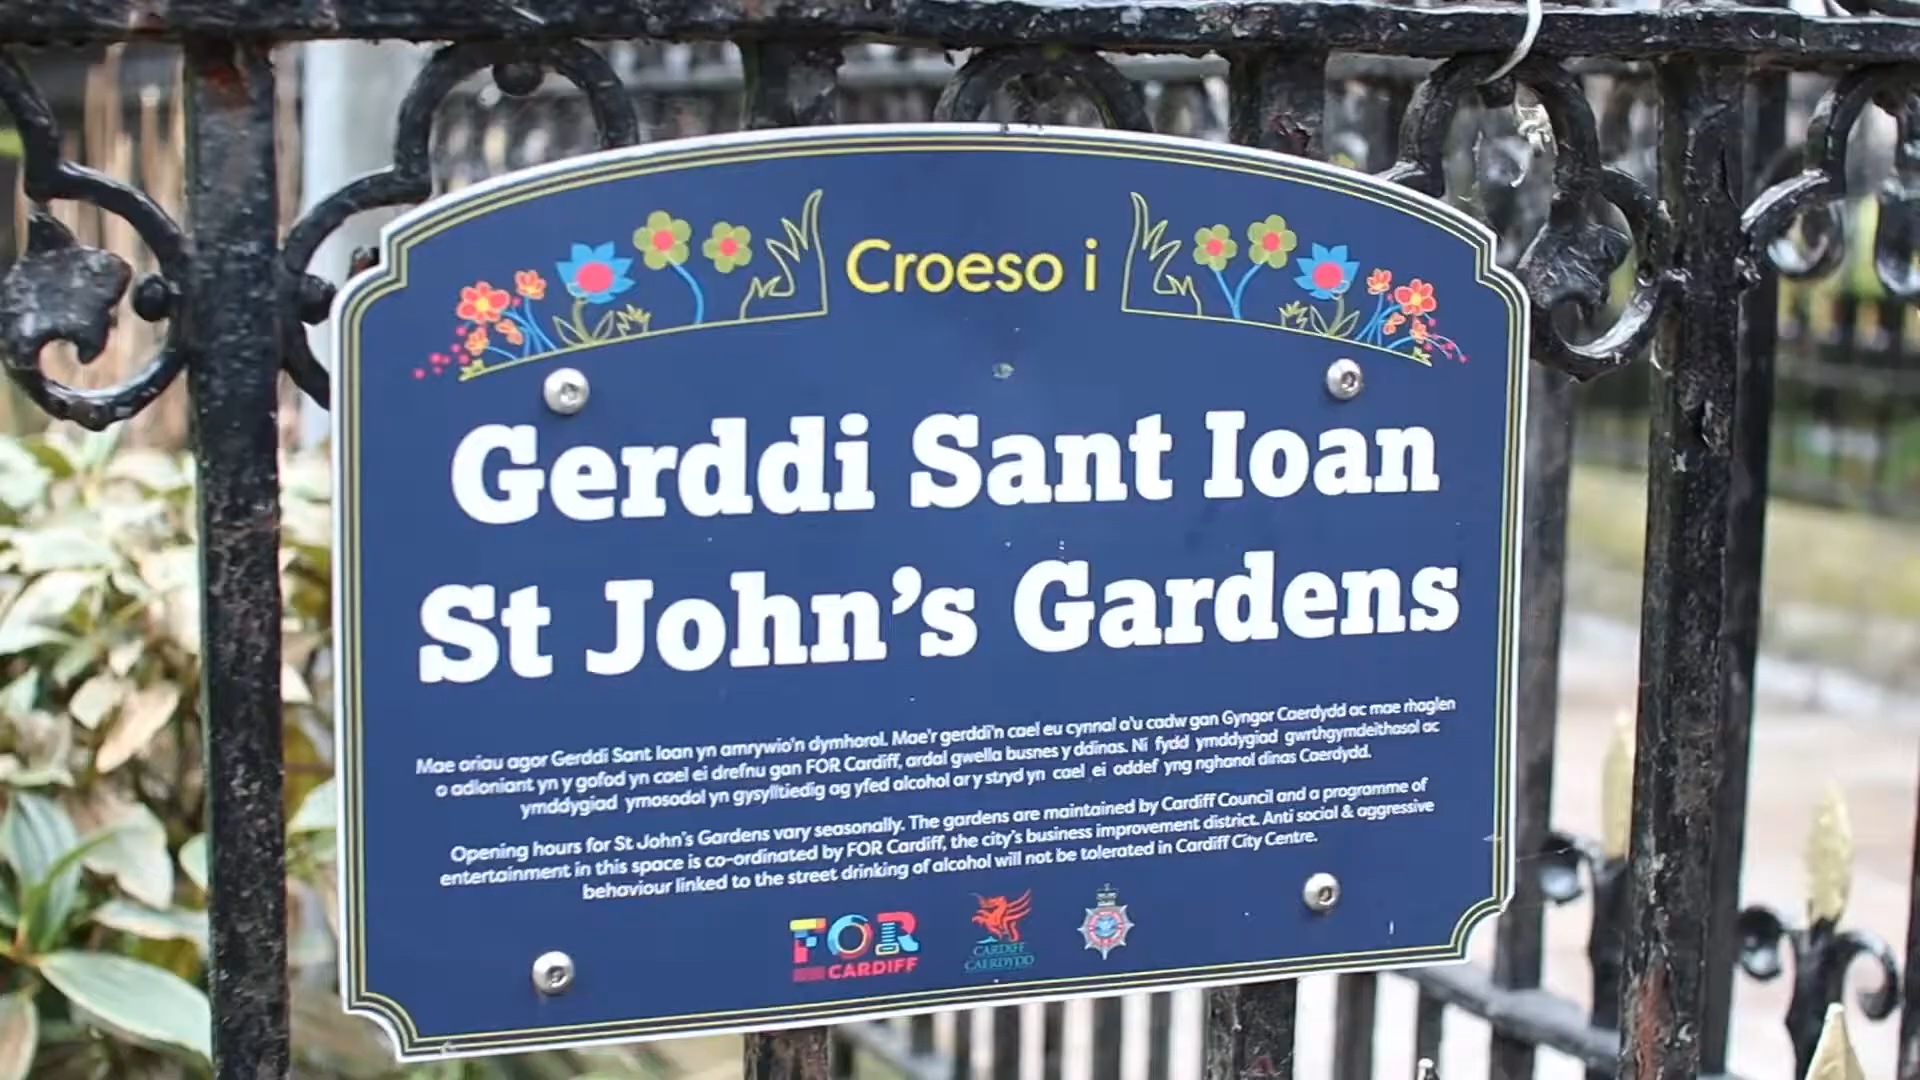 Croeso i
Gerddi Sant Ioan
St John's Gardens
Mae oriau agor Gerddi Sant Ioan yn amrywio'n dymhorol. Mae'r gerddi'n cael eu cynnal a'u cadw gan Gyngor Caerdydd ac mae rhaglen
o adloniant yn y gofod yn cael ei drefnu gan FOR Cardiff, ardal gwella busnes y ddinas. Ni fydd ymddygiad gwrthgymdeithasol ac
ymddygiad ymosodol yn gysylltiedig ag yfed alcohol ar y stryd yn cael ei oddef yng nghanol dinas Caerdydd.
Opening hours for St John's Gardens vary seasonally. The gardens are maintained by Cardiff Council and a programme of
entertainment in this space is co-ordinated by FOR Cardiff, the city's business improvement district. Anti social & aggressive
behaviour linked to the street drinking of alcohol will not be tolerated in Cardiff City Centre.
FOR
CARDIFF
CARDIFF
CAERDYDD